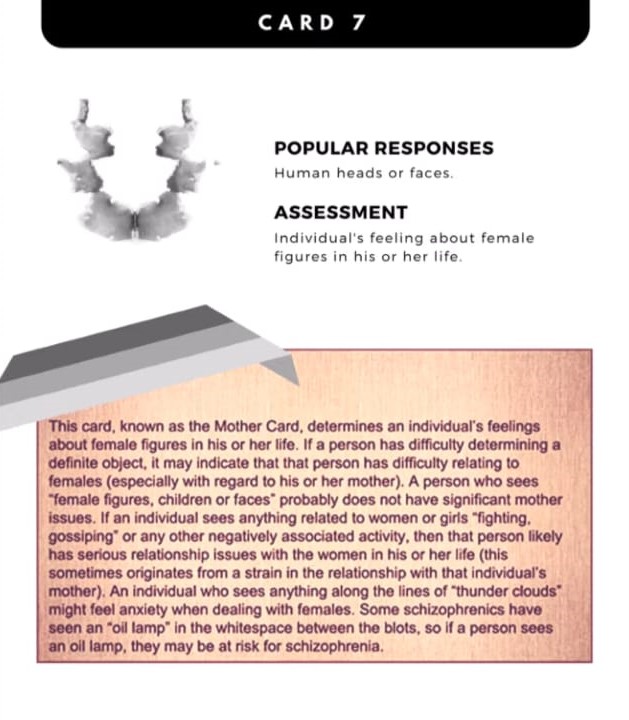 CARD 7
POPULAR RESPONSES
Human heads or faces.
ASSESSMENT
Individual's feeling about female
figures in his or her life.
This card, known as the Mother Card, determines an individual's feelings
about female figures in his or her life. If a person has difficulty determining a
definite object, it may indicate that that person has difficulty relating to
females (especially with regard to his or her mother). A person who sees
"female figures, children or faces" probably does not have significant mother
issues. If an individual sees anything related to women or girls "fighting,
gossiping" or any other negatively associated activity, then that person likely
has serious relationship issues with the women in his or her life (this
sometimes originates from a strain in the relationship with that individual's
mother). An individual who sees anything along the lines of "thunder clouds"
might feel anxiety when dealing with females. Some schizophrenics have
seen an "oil lamp" in the whitespace between the blots, so if a person sees
an oil lamp, they may be at risk for schizophrenia.